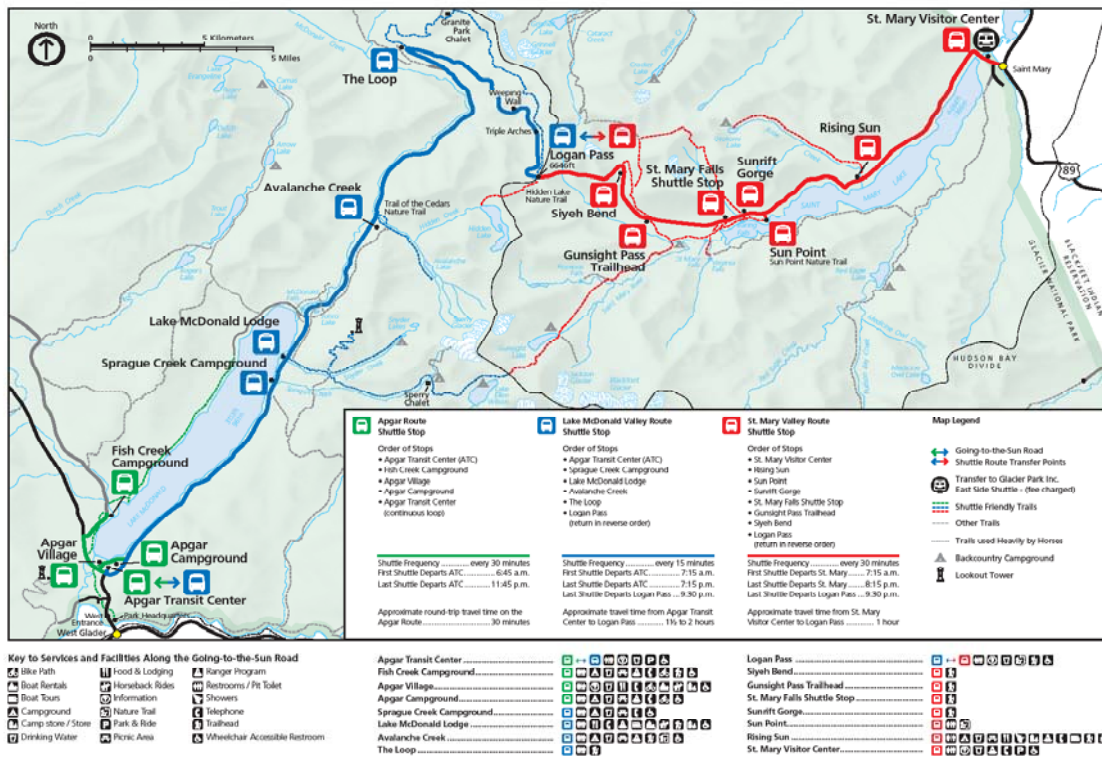 North
5 Kilometers
0
0
5 Miles
Granite
Park
Chalet
The Loop
Weeping
Wall
Triple Arches
Logan Pass
6646ft
Hidden Lake
Nature Trail
Siyeh Bend
Gunsight Pass
Trailhead
St. Mary Falls
Shuttle Stop
Sunrift
Gorge
Sun Point
Sun Point Nature Trail
Rising Sun
St. Mary Visitor Center
Saint Mary
89
SAINT MARY LAKE
Avalanche Creek
Trail of the Cedars
Nature Trail
Avalanche
Lake
Hidden
Lake
Lake McDonald Lodge
Sprague Creek Campground
Sperry
Chalet
Gunsight
Lake
GLACIER NATIONAL PARK
BLACKFEET INDIAN
RESERVATION
HUDSON BAY
DIVIDE
LAKE McDONALD
Fish Creek
Campground
Apgar
Village
Apgar
Campground
Apgar Transit Center
Park Headquarters
West
Entrance
West Glacier
Apgar Route
Shuttle Stop
Order of Stops
• Apgar Transit Center (ATC)
• Fish Creek Campground
• Apgar Village
• Apgar Campground
• Apgar Transit Center
(continuous loop)
Shuttle Frequency ........... every 30 minutes
First Shuttle Departs ATC .......... 6:45 a.m.
Last Shuttle Departs ATC ......... 11:45 p.m.
Approximate round-trip travel time on the
Apgar Route ........................ 30 minutes
Lake McDonald Valley Route
Shuttle Stop
Order of Stops
• Apgar Transit Center (ATC)
• Sprague Creek Campground
• Lake McDonald Lodge
• Avalanche Creek
• The Loop
• Logan Pass
(return in reverse order)
Shuttle Frequency ........... every 15 minutes
First Shuttle Departs ATC .......... 7:15 a.m.
Last Shuttle Departs ATC .......... 7:15 p.m.
Last Shuttle Departs Logan Pass ... 9:30 p.m.
Approximate travel time from Apgar Transit
Center to Logan Pass ......... 1½ to 2 hours
St. Mary Valley Route
Shuttle Stop
Order of Stops
• St. Mary Visitor Center
• Rising Sun
• Sun Point
• Sunrift Gorge
• St. Mary Falls Shuttle Stop
• Gunsight Pass Trailhead
• Siyeh Bend
• Logan Pass
(return in reverse order)
Shuttle Frequency ........... every 30 minutes
First Shuttle Departs St. Mary ..... 7:15 a.m.
Last Shuttle Departs St. Mary ..... 8:15 p.m.
Last Shuttle Departs Logan Pass ... 9:30 p.m.
Approximate travel time from St. Mary
Visitor Center to Logan Pass ........ 1 hour
Map Legend
Going-to-the-Sun Road
Shuttle Route Transfer Points
Transfer to Glacier Park Inc.
East Side Shuttle - (fee charged)
Shuttle Friendly Trails
Other Trails
Trails used Heavily by Horses
Backcountry Campground
Lookout Tower
Key to Services and Facilities Along the Going-to-the-Sun Road
Bike Path
Boat Rentals
Boat Tours
Campground
Camp store / Store
Drinking Water
Food & Lodging
Horseback Rides
Information
Nature Trail
Park & Ride
Picnic Area
Ranger Program
Restrooms / Pit Toilet
Showers
Telephone
Trailhead
Wheelchair Accessible Restroom
Apgar Transit Center
Fish Creek Campground
Apgar Village
Apgar Campground
Sprague Creek Campground
Lake McDonald Lodge
Avalanche Creek
The Loop
Logan Pass
Siyeh Bend
Gunsight Pass Trailhead
St. Mary Falls Shuttle Stop
Sunrift Gorge
Sun Point
Rising Sun
St. Mary Visitor Center